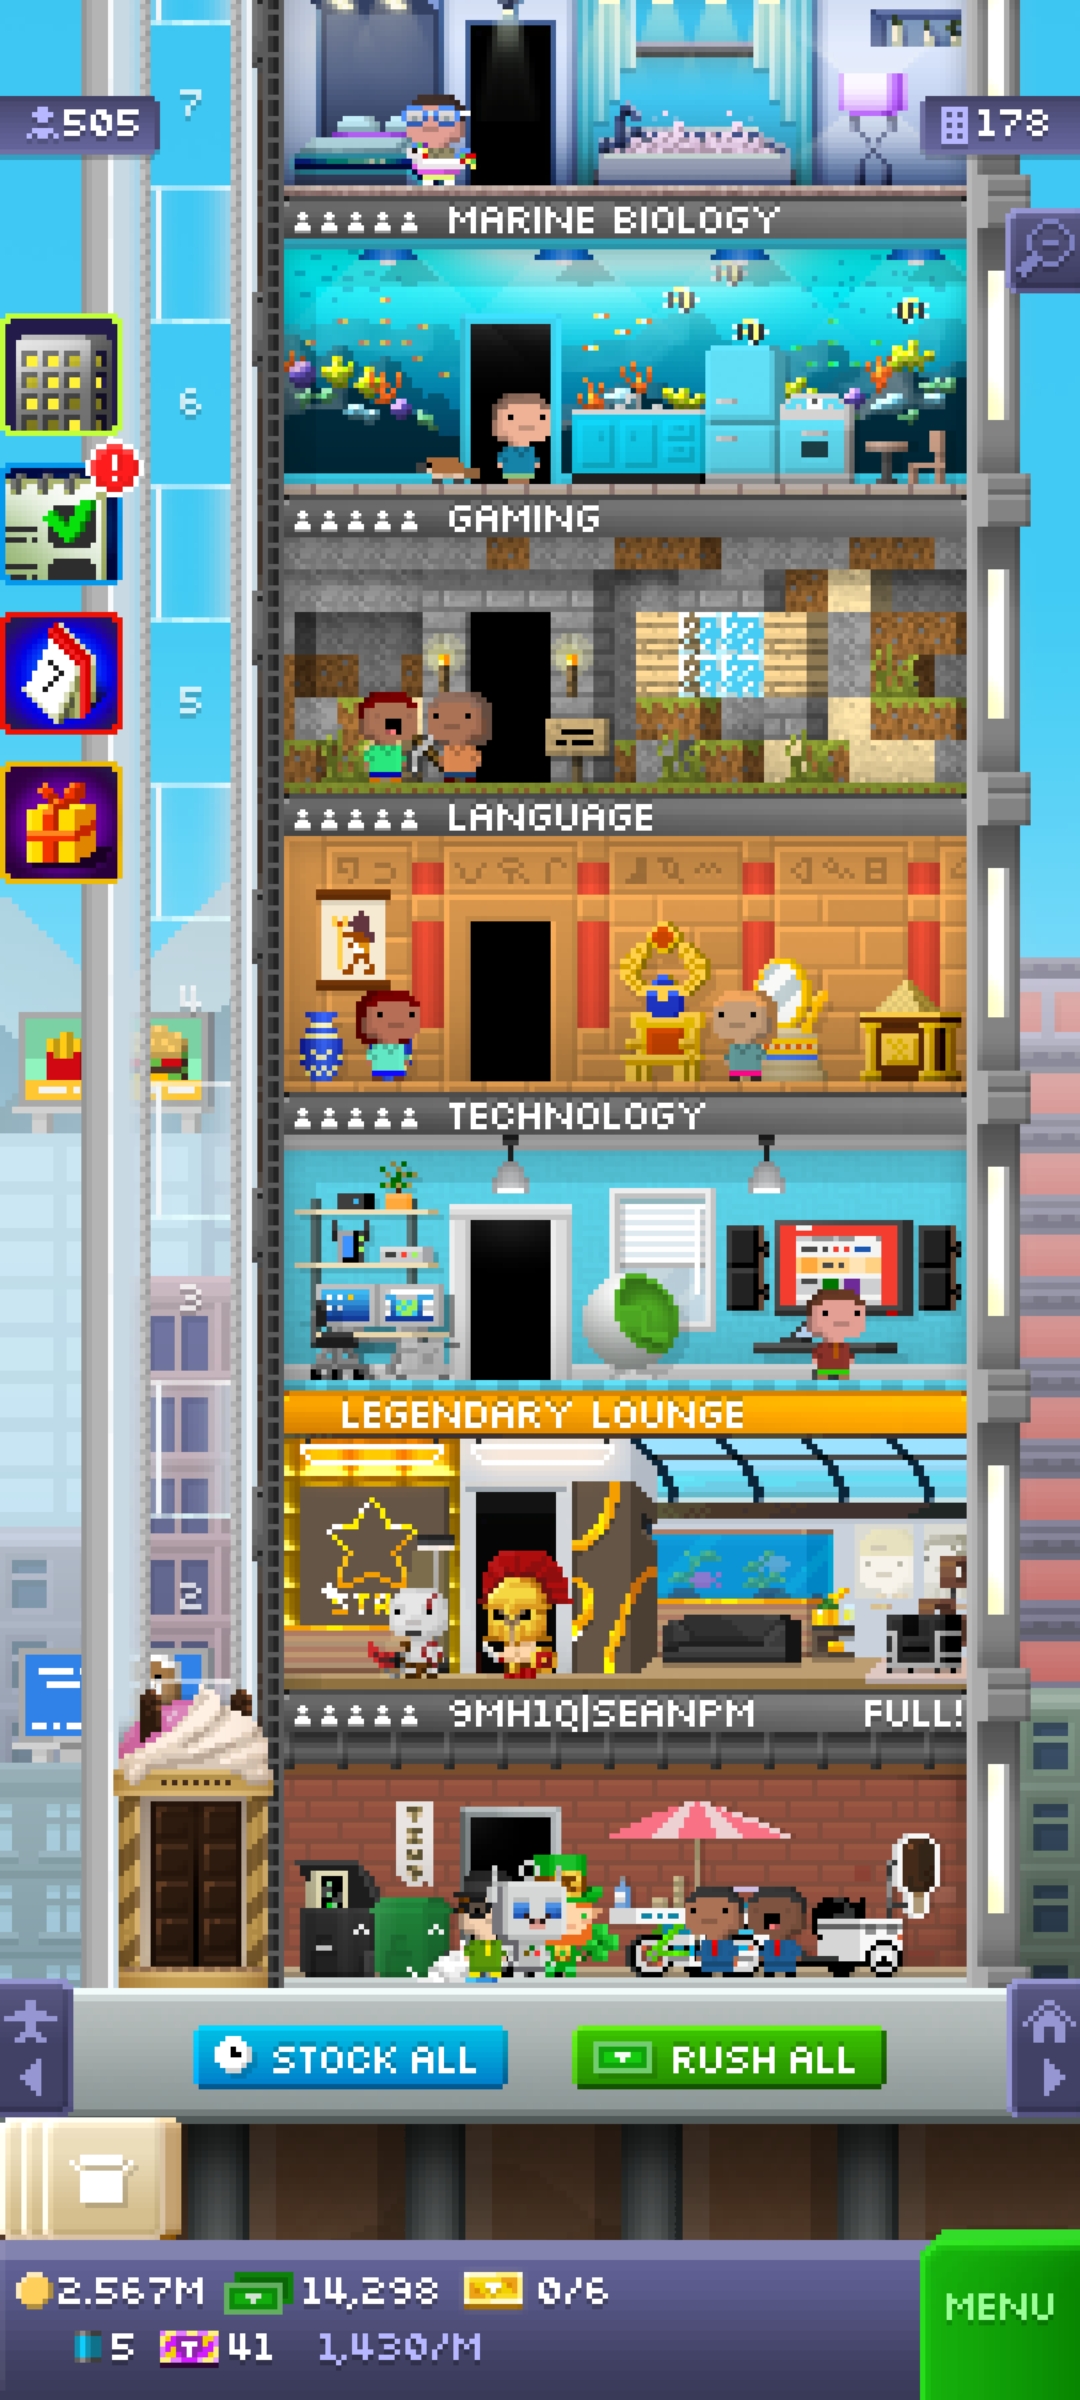 7
505
178
MARINE BIOLOGY
6
GAMING
5
LANGUAGE
4
TECHNOLOGY
3
LEGENDARY LOUNGE
2
STA
9MH1Q|SEANPM FULL!
STOCK ALL
RUSH ALL
2.567M 14,298 0/6
5 41 1,430/M
MENU